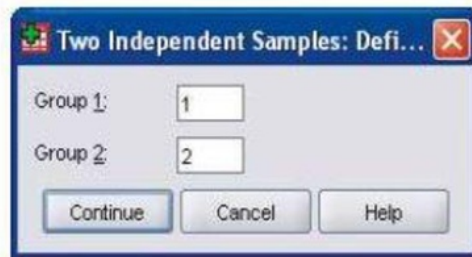 Two Independent Samples: Defi...
Group 1: 1
Group 2: 2
Continue Cancel Help